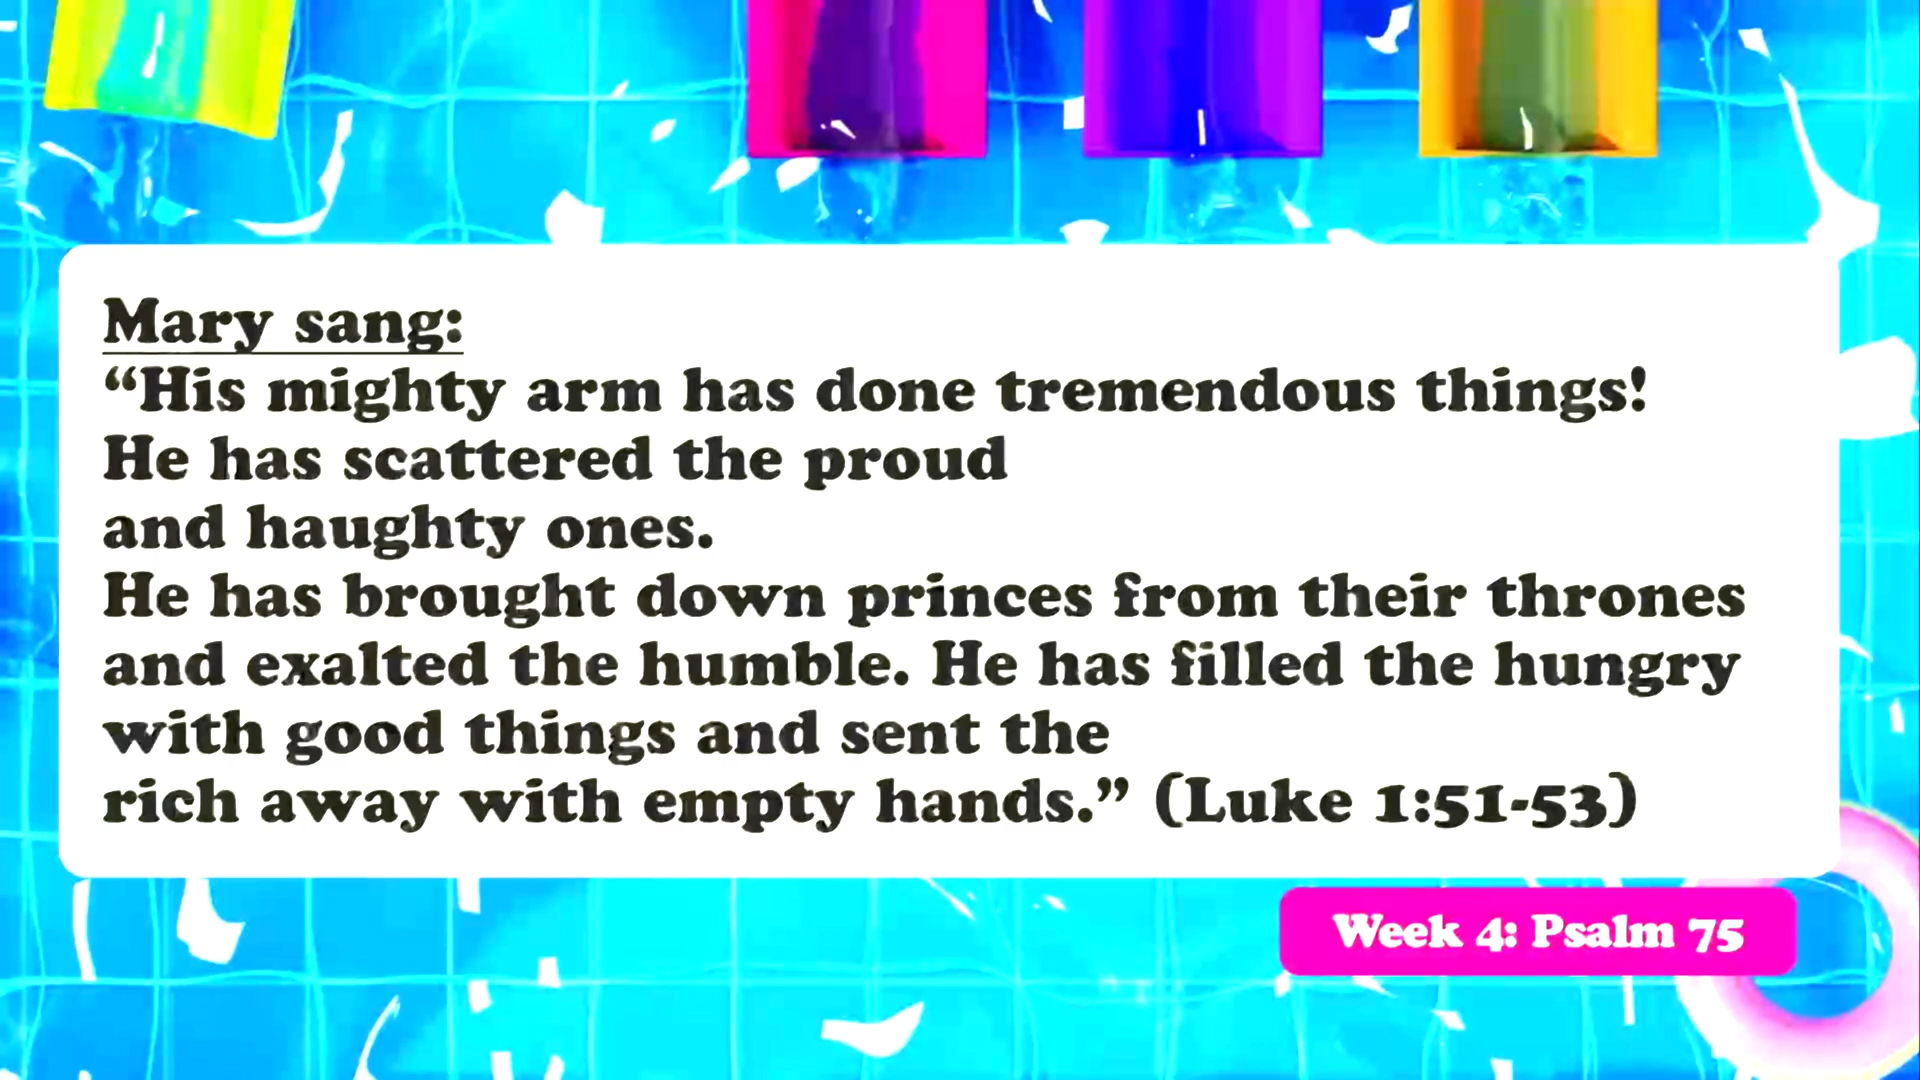 Mary sang:
“His mighty arm has done tremendous things!
He has scattered the proud
and haughty ones.
He has brought down princes from their thrones
and exalted the humble. He has filled the hungry
with good things and sent the
rich away with empty hands.” (Luke 1:51-53)
Week 4: Psalm 75